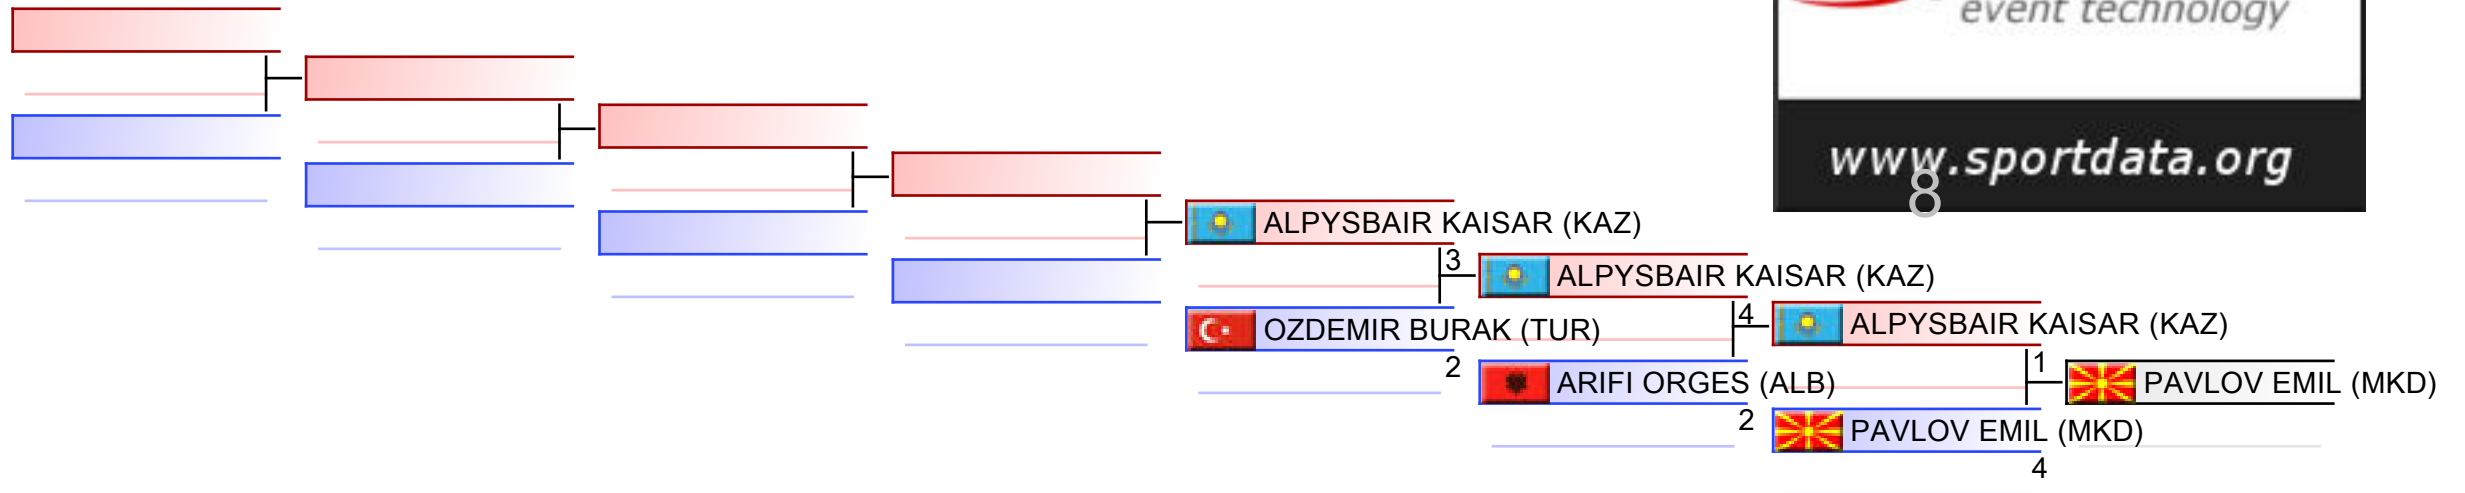 event technology
www.sportdata.org
8
ALPYSBAIR KAISAR (KAZ)
3
ALPYSBAIR KAISAR (KAZ)
OZDEMIR BURAK (TUR)
2
4
ALPYSBAIR KAISAR (KAZ)
ARIFI ORGES (ALB)
2
1
PAVLOV EMIL (MKD)
PAVLOV EMIL (MKD)
4